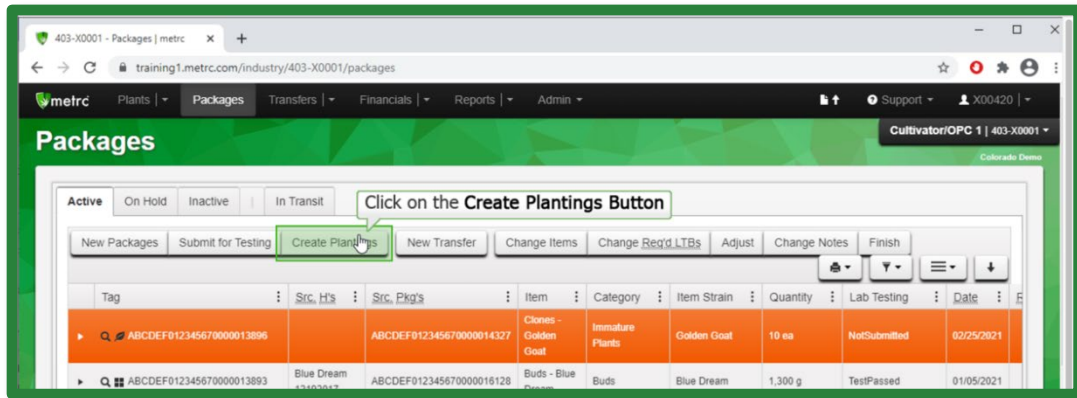 403-X0001 - Packages | metrc
training1.metrc.com/industry/403-X0001/packages
metrc Plants Packages Transfers Financials Reports Admin Support X00420
Packages
Cultivator/OPC 1 | 403-X0001
Colorado Demo
Active On Hold Inactive In Transit
Click on the Create Plantings Button
New Packages Submit for Testing Create Plantings New Transfer Change Items Change Req'd LTBs Adjust Change Notes Finish
Tag Src. H's Src. Pkg's Item Category Item Strain Quantity Lab Testing Date
ABCDEF012345670000013896 ABCDEF012345670000014327 Clones - Golden Goat Immature Plants Golden Goat 10 ea NotSubmitted 02/25/2021
ABCDEF012345670000013893 Blue Dream ABCDEF012345670000016128 Buds - Blue Dream Buds Blue Dream 1,300 g TestPassed 01/05/2021